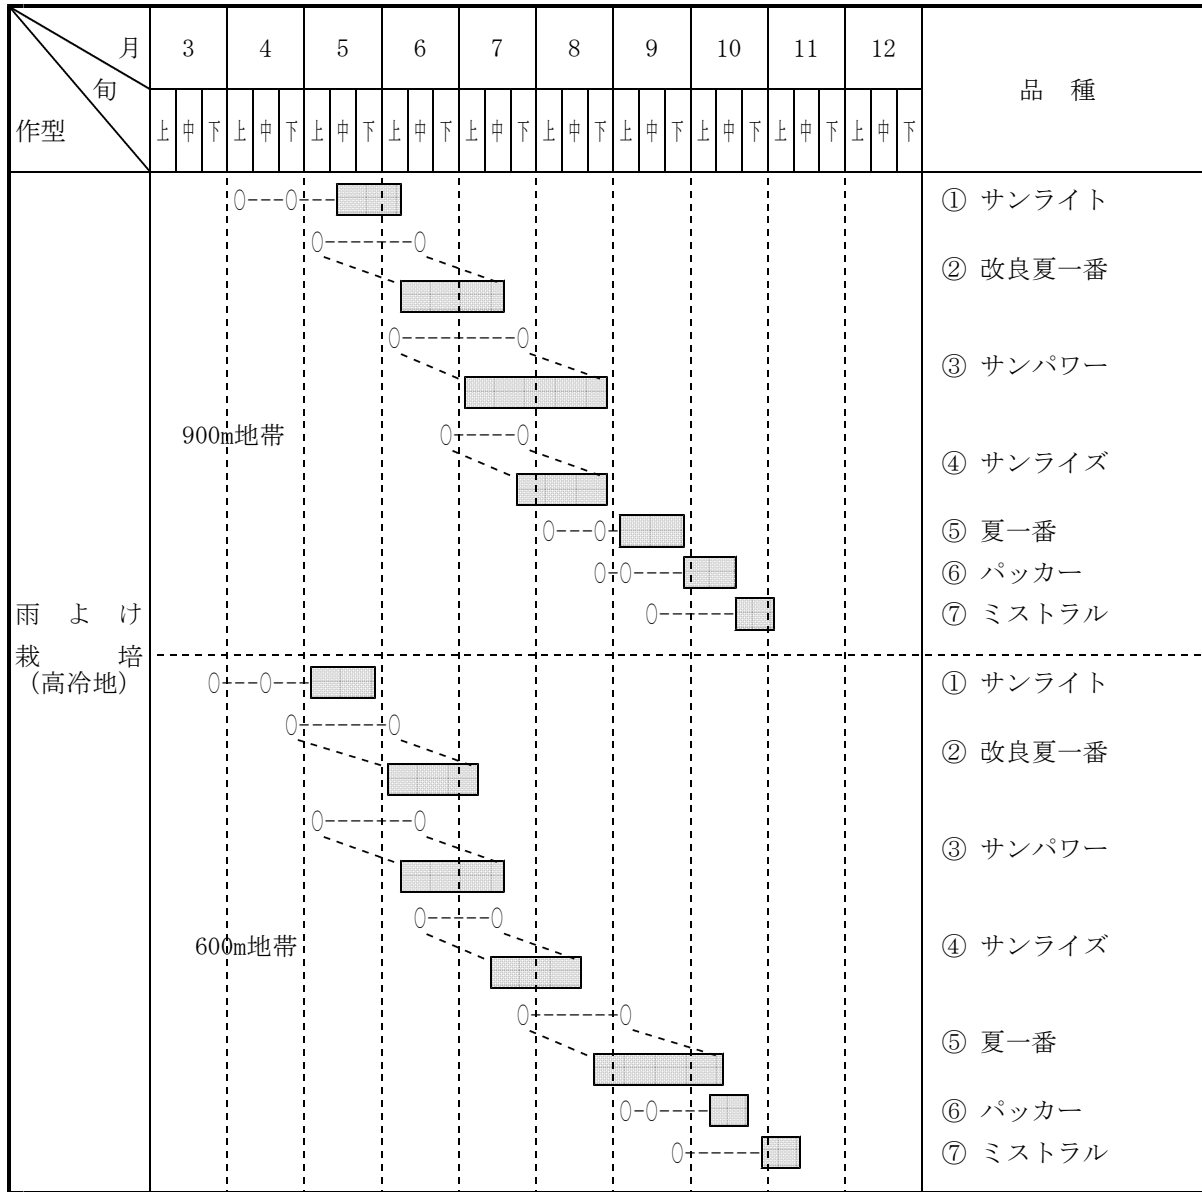 月 3 4 5 6 7 8 9 10 11 12
旬
品 種
作型 上 中 下 上 中 下 上 中 下 上 中 下 上 中 下 上 中 下 上 中 下 上 中 下 上 中 下 上 中 下
① サンライト
② 改良夏一番
③ サンパワー
900m地帯
④ サンライズ
⑤ 夏一番
⑥ パッカー
雨 よ け
⑦ ミストラル
栽 培
(高冷地)
① サンライト
② 改良夏一番
③ サンパワー
600m地帯
④ サンライズ
⑤ 夏一番
⑥ パッカー
⑦ ミストラル